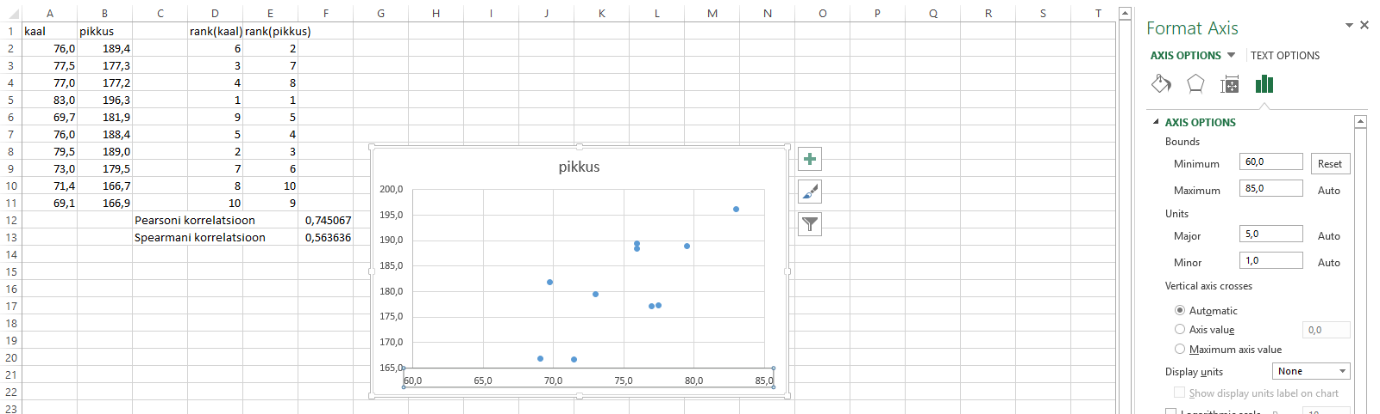 A B C D E F G H I J K L M N O P Q R S T
1 kaal pikkus rank(kaal) rank(pikkus)
2 76,0 189,4 6 2
3 77,5 177,3 3 7
4 77,0 177,2 4 8
5 83,0 196,3 1 1
6 69,7 181,9 9 5
7 76,0 188,4 5 4
8 79,5 189,0 2 3
9 73,0 179,5 7 6
10 71,4 166,7 8 10
11 69,1 166,9 10 9
12 Pearsoni korrelatsioon 0,745067
13 Spearmani korrelatsioon 0,563636
14
15
16
17
18
19
20
21
22
23
pikkus
200,0
195,0
190,0
185,0
180,0
175,0
170,0
165,0
60,0 65,0 70,0 75,0 80,0 85,0
Format Axis
AXIS OPTIONS TEXT OPTIONS
AXIS OPTIONS
Bounds
Minimum 60,0 Reset
Maximum 85,0 Auto
Units
Major 5,0 Auto
Minor 1,0 Auto
Vertical axis crosses
Automatic
Axis value 0,0
Maximum axis value
Display units None
Show display units label on chart
Logarithmic scale 10